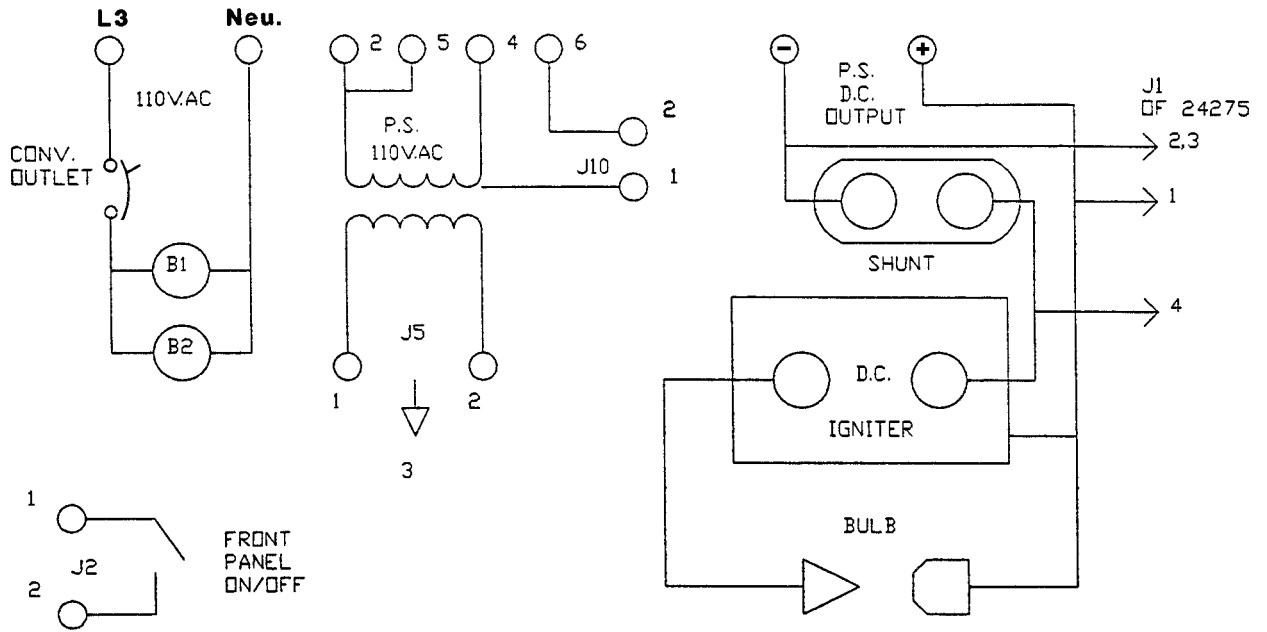 L3
Neu.
110V.AC
CONV.
OUTLET
B1
B2
2
5
4
6
P.S.
110V.AC
2
J10
1
J5
1
2
3
1
J2
2
FRONT
PANEL
ON/OFF
-
+
P.S.
D.C.
OUTPUT
J1
OF 24275
2,3
1
SHUNT
4
D.C.
IGNITER
BULB